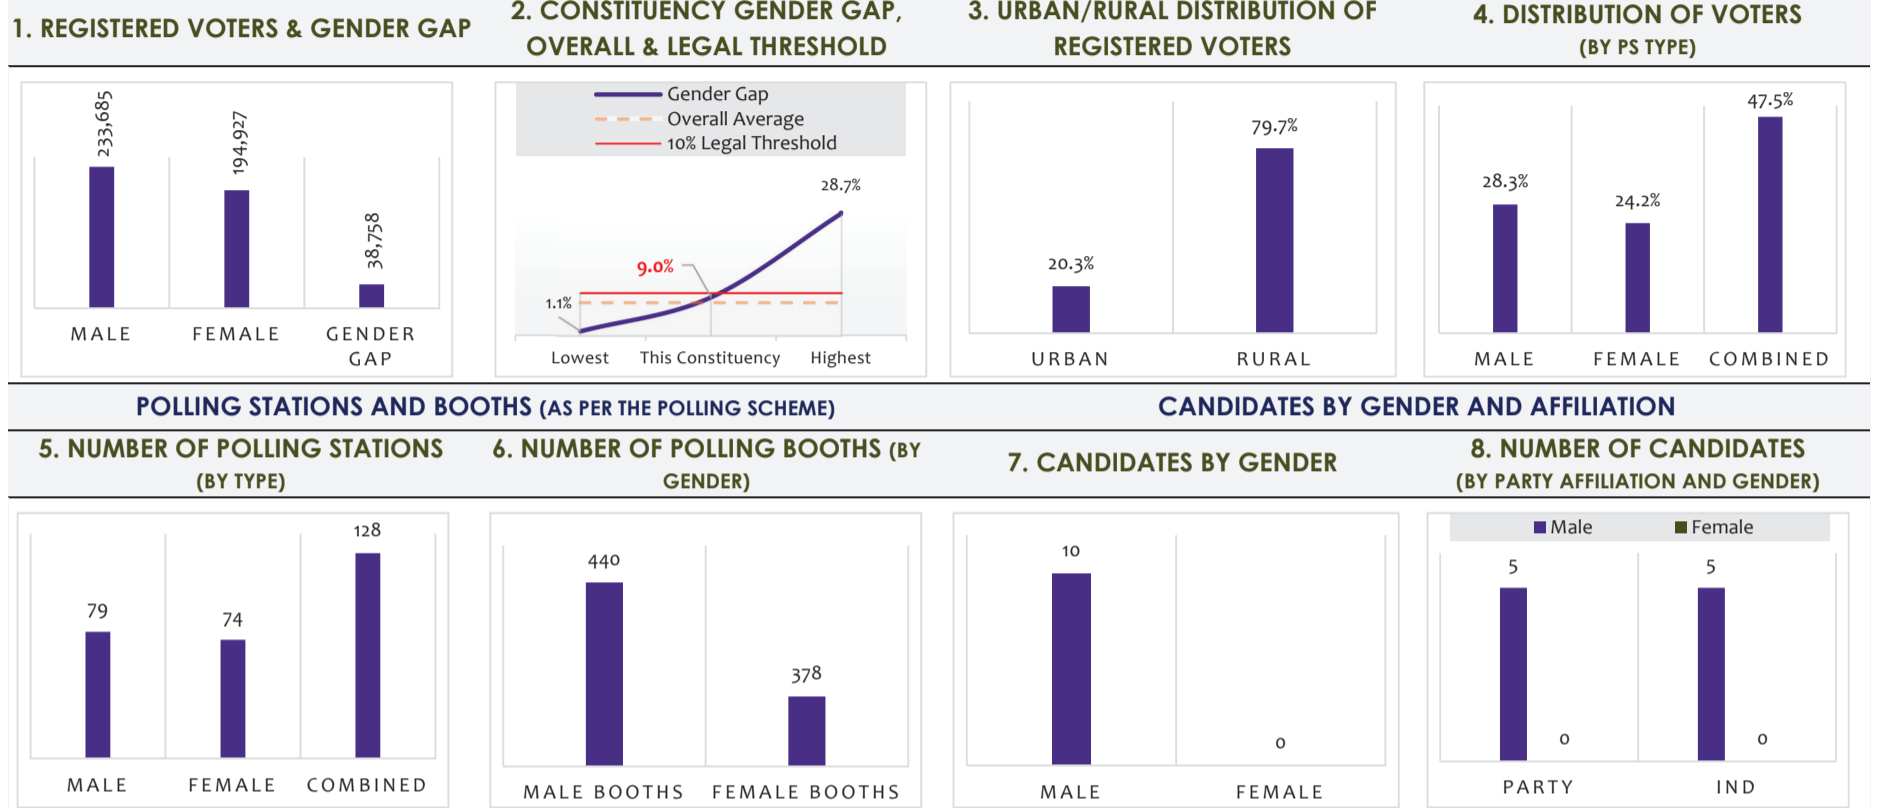 1. REGISTERED VOTERS & GENDER GAP
233,685
194,927
38,758
MALE
FEMALE
GENDER
GAP
2. CONSTITUENCY GENDER GAP,
OVERALL & LEGAL THRESHOLD
Gender Gap
Overall Average
10% Legal Threshold
28.7%
9.0%
1.1%
Lowest
This Constituency
Highest
3. URBAN/RURAL DISTRIBUTION OF
REGISTERED VOTERS
79.7%
20.3%
URBAN
RURAL
4. DISTRIBUTION OF VOTERS
(BY PS TYPE)
47.5%
28.3%
24.2%
MALE
FEMALE
COMBINED
POLLING STATIONS AND BOOTHS (AS PER THE POLLING SCHEME)
CANDIDATES BY GENDER AND AFFILIATION
5. NUMBER OF POLLING STATIONS
(BY TYPE)
128
79
74
MALE
FEMALE
COMBINED
6. NUMBER OF POLLING BOOTHS (BY
GENDER)
440
378
MALE BOOTHS
FEMALE BOOTHS
7. CANDIDATES BY GENDER
10
0
MALE
FEMALE
8. NUMBER OF CANDIDATES
(BY PARTY AFFILIATION AND GENDER)
Male
Female
5
0
5
0
PARTY
IND